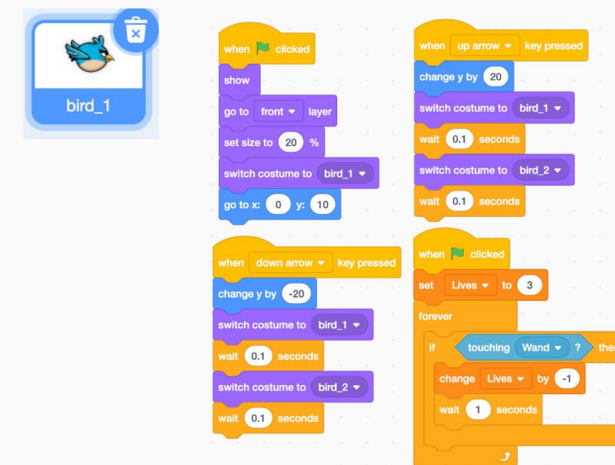 bird_1
when clicked
show
go to front layer
set size to 20 %
switch costume to bird_1
go to x: 0 y: 10
when up arrow key pressed
change y by 20
switch costume to bird_1
wait 0.1 seconds
switch costume to bird_2
wait 0.1 seconds
when down arrow key pressed
change y by -20
switch costume to bird_1
wait 0.1 seconds
switch costume to bird_2
wait 0.1 seconds
when clicked
set Lives to 3
forever
if touching Wand ? the
change Lives by -1
wait 1 seconds